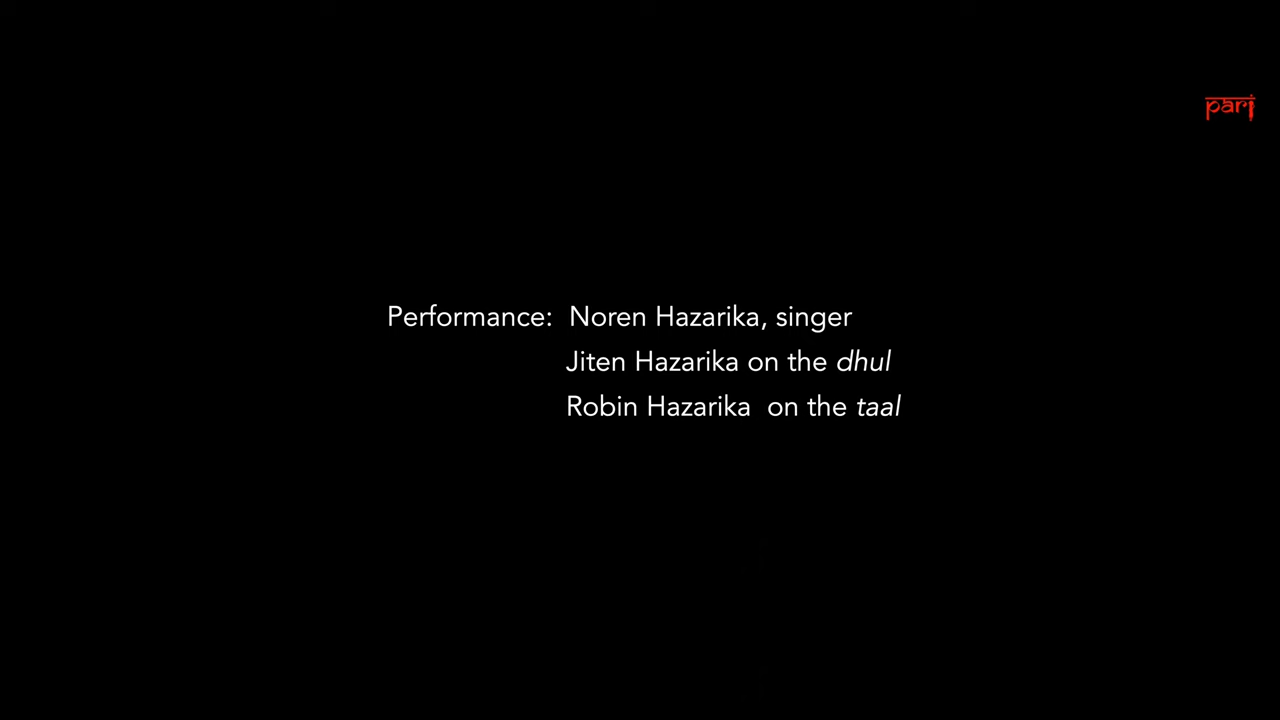 pari
Performance: Noren Hazarika, singer
Jiten Hazarika on the dhul
Robin Hazarika on the taal